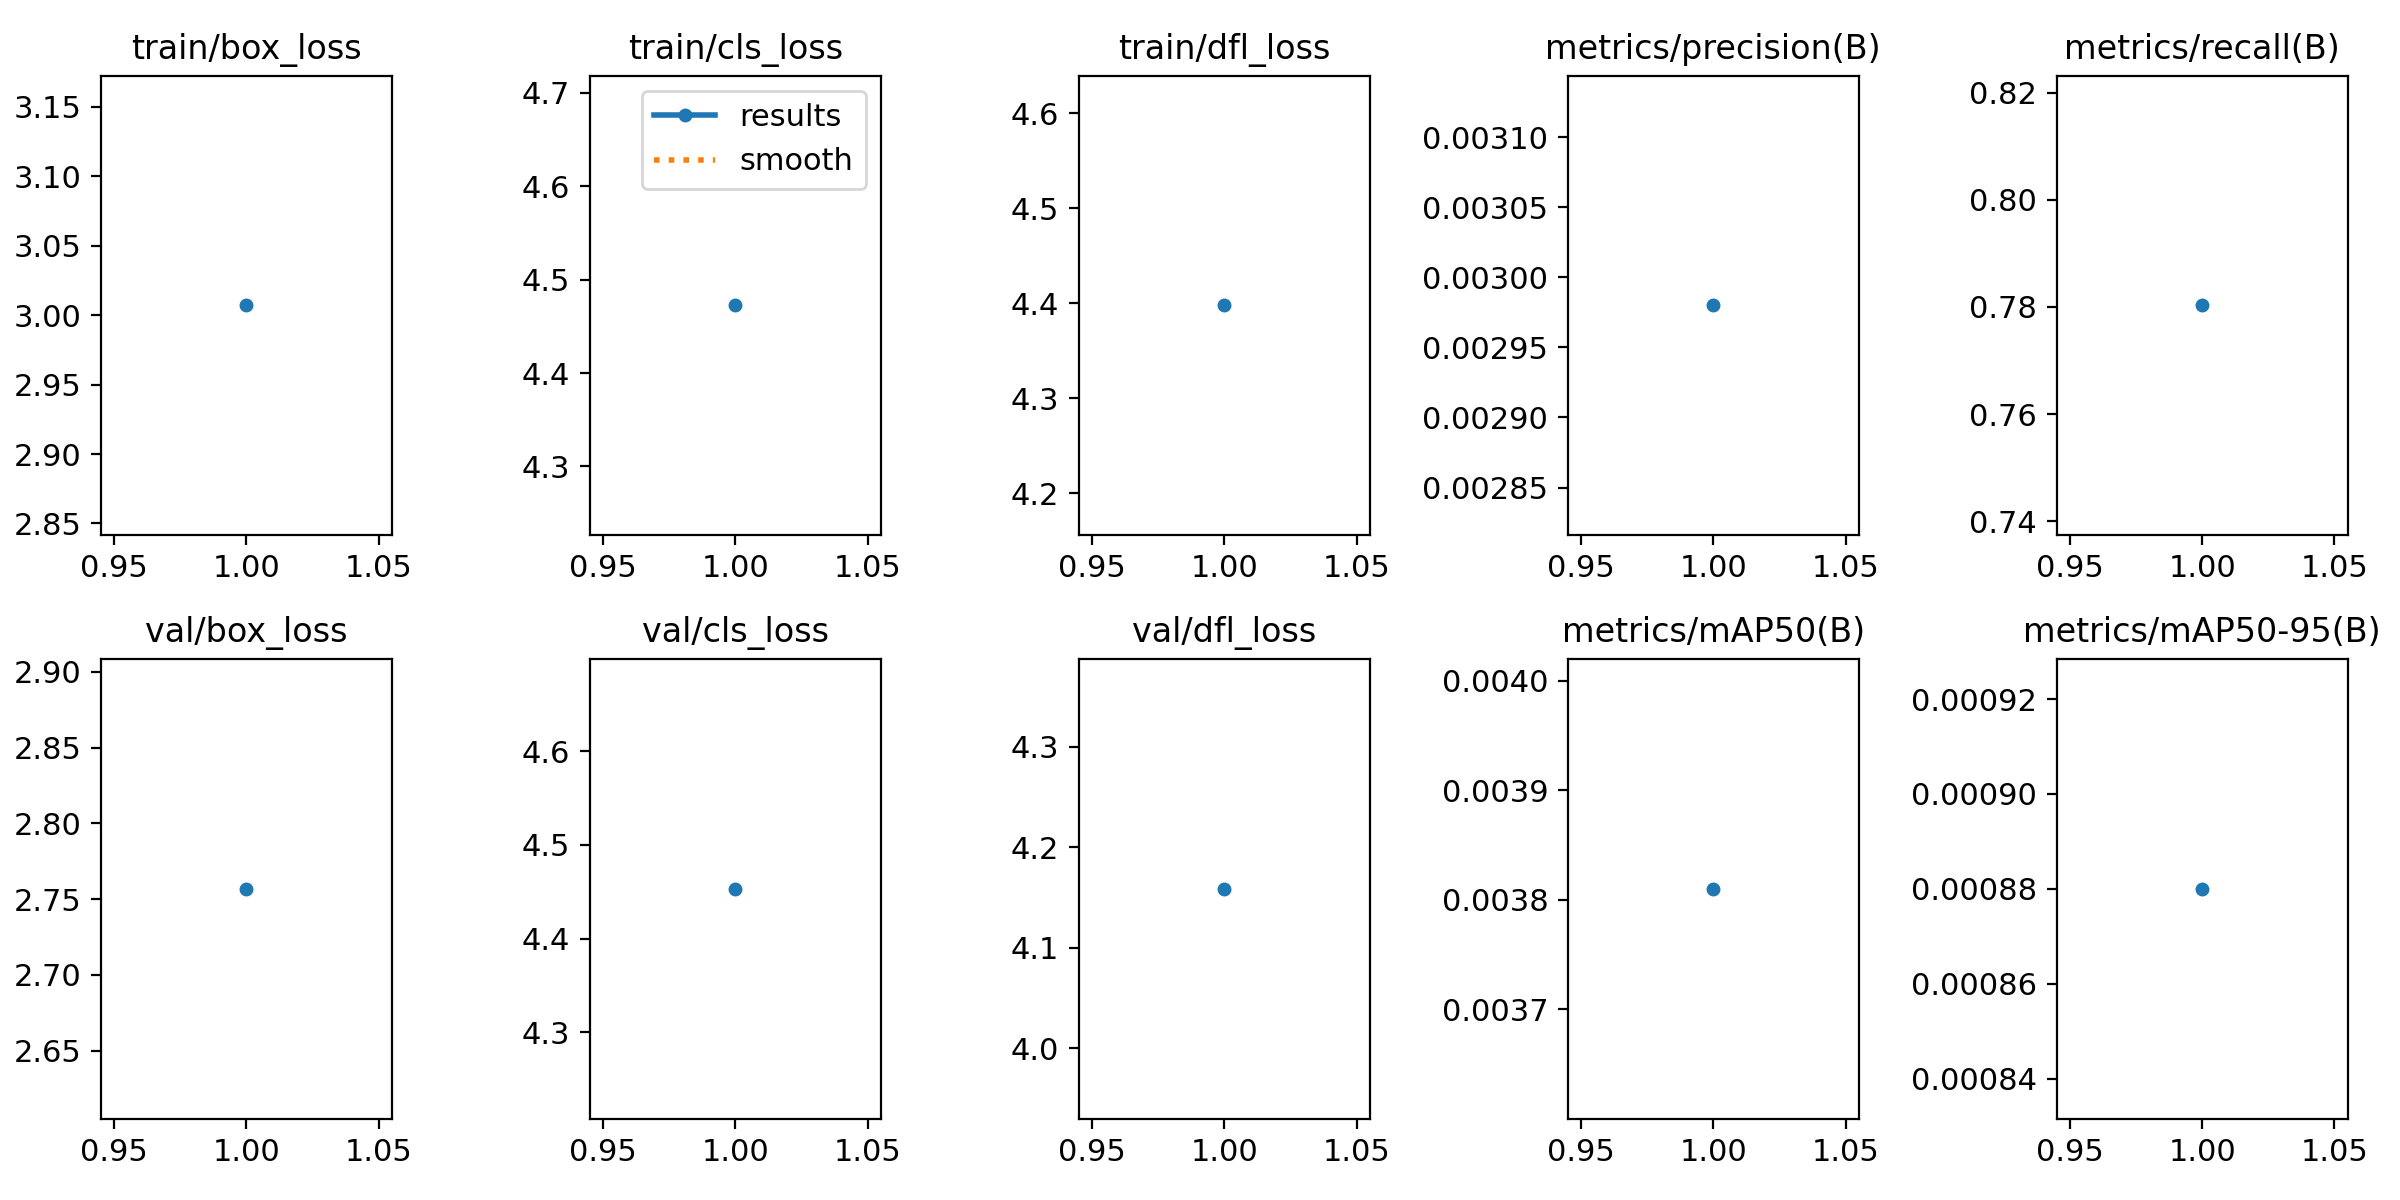 train/box_loss
3.15
3.10
3.05
3.00
2.95
2.90
2.85
0.95 1.00 1.05
train/cls_loss
4.7
4.6
4.5
4.4
4.3
results
smooth
0.95 1.00 1.05
train/dfl_loss
4.6
4.5
4.4
4.3
4.2
0.95 1.00 1.05
metrics/precision(B)
0.00310
0.00305
0.00300
0.00295
0.00290
0.00285
0.95 1.00 1.05
metrics/recall(B)
0.82
0.80
0.78
0.76
0.74
0.95 1.00 1.05
val/box_loss
2.90
2.85
2.80
2.75
2.70
2.65
0.95 1.00 1.05
val/cls_loss
4.6
4.5
4.4
4.3
0.95 1.00 1.05
val/dfl_loss
4.3
4.2
4.1
4.0
0.95 1.00 1.05
metrics/mAP50(B)
0.0040
0.0039
0.0038
0.0037
0.95 1.00 1.05
metrics/mAP50-95(B)
0.00092
0.00090
0.00088
0.00086
0.00084
0.95 1.00 1.05